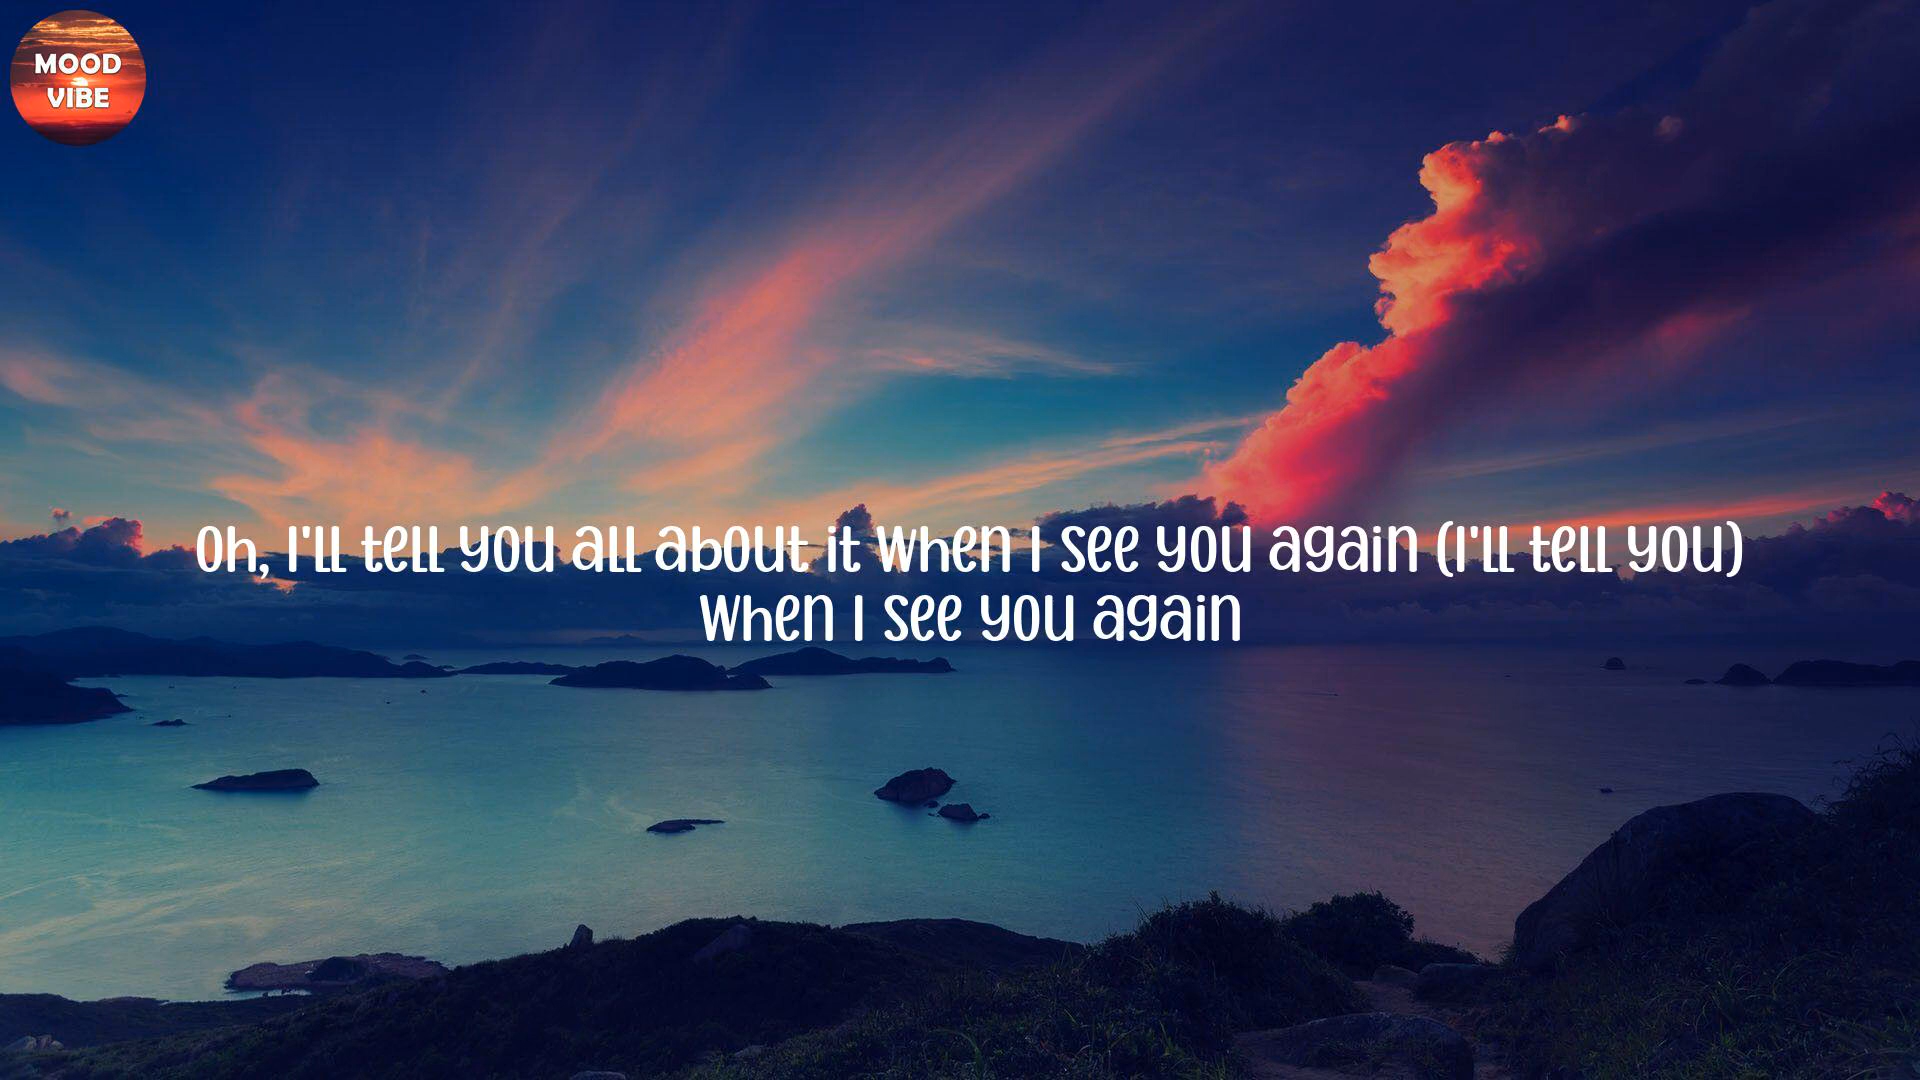 MOOD
VIBE
Oh, I'll tell you all about it when I see you again (I'll tell you)
When I see you again